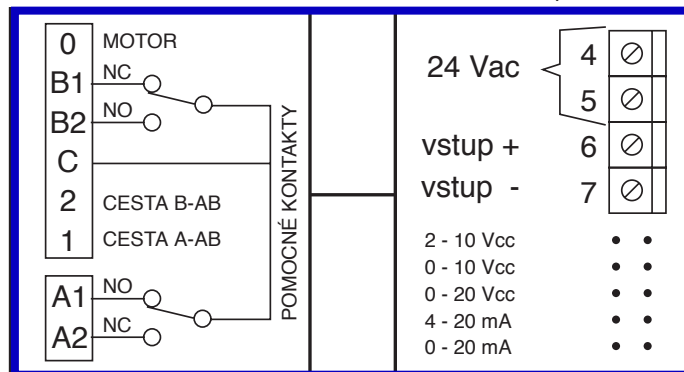 0 MOTOR
B1 NC
B2 NO
C
2 CESTA B-AB
1 CESTA A-AB
A1 NO
A2 NC
POMOCNÉ KONTAKTY
24 Vac
4
5
vstup + 6
vstup - 7
2 - 10 Vcc
0 - 10 Vcc
0 - 20 Vcc
4 - 20 mA
0 - 20 mA